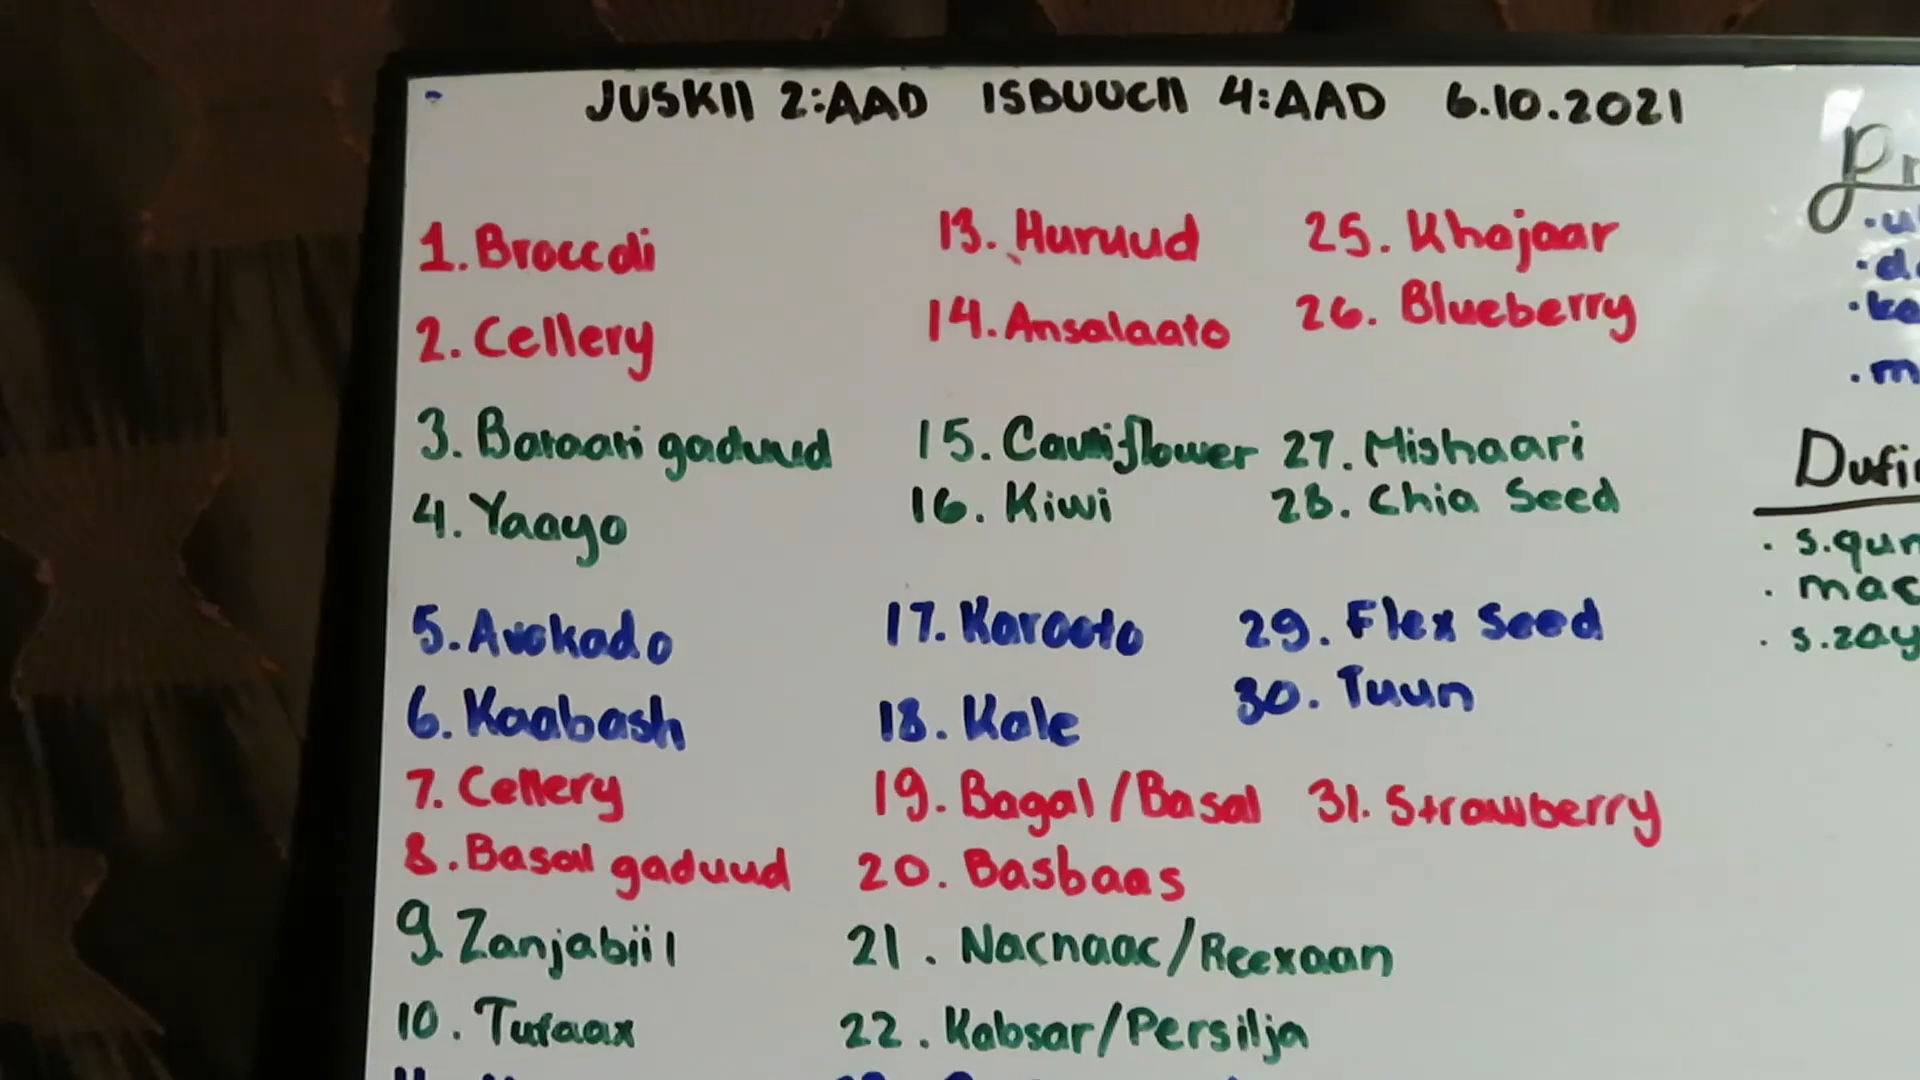 JUSKII 2:AAD ISBUUCII 4:AAD 6.10.2021
1. Broccoli
2. Cellery
3. Baraari gaduud
4. Yaayo
5. Avokado
6. Kaabash
7. Cellery
8. Basal gaduud
9. Zanjabiil
10. Tufaax
13. Huruud
14. Ansalaato
15. Cauliflower
16. Kiwi
17. Karooto
18. Kale
19. Bagal/Basal
20. Basbaas
21. Nacnaac/Reexaan
22. Kabsar/Persilja
25. Khajaar
26. Blueberry
27. Mishaari
28. Chia Seed
29. Flex Seed
30. Tuun
31. Strawberry